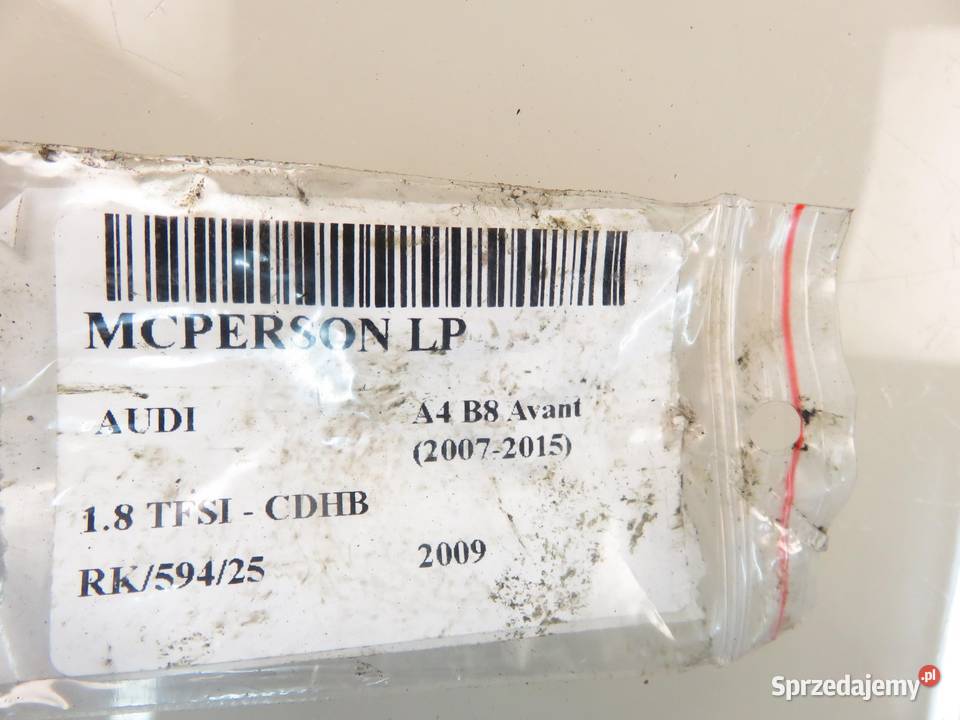 MCPERSON LP
AUDI A4 B8 Avant
(2007-2015)
1.8 TFSI - CDHB
RK/594/25 2009
Sprzedajemy.pl